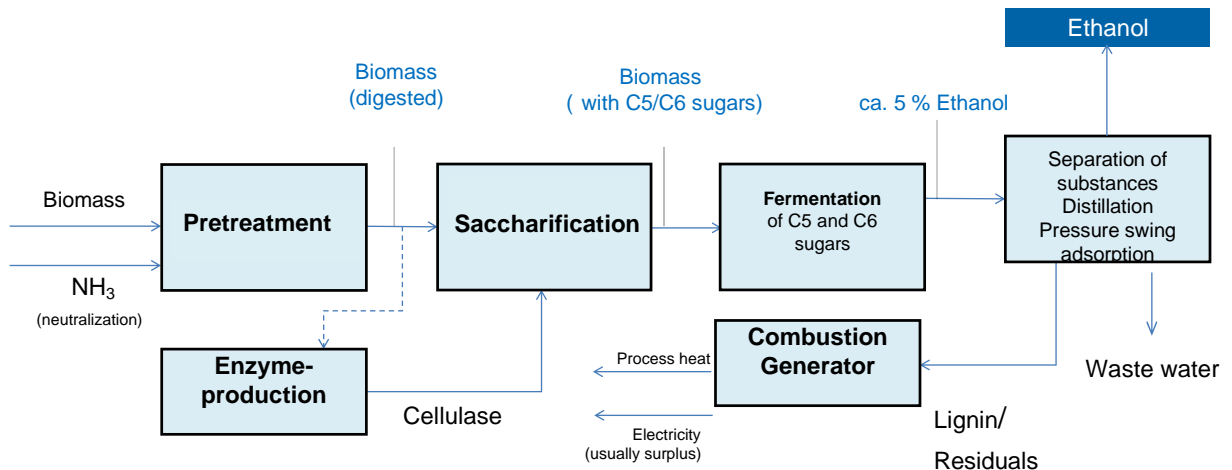 Ethanol
Biomass
(digested)
Biomass
( with C5/C6 sugars)
ca. 5 % Ethanol
Biomass
NH₃
(neutralization)
Pretreatment
Saccharification
Fermentation
of C5 and C6
sugars
Separation of
substances
Distillation
Pressure swing
adsorption
Enzyme-
production
Cellulase
Process heat
Electricity
(usually surplus)
Combustion
Generator
Lignin/
Residuals
Waste water